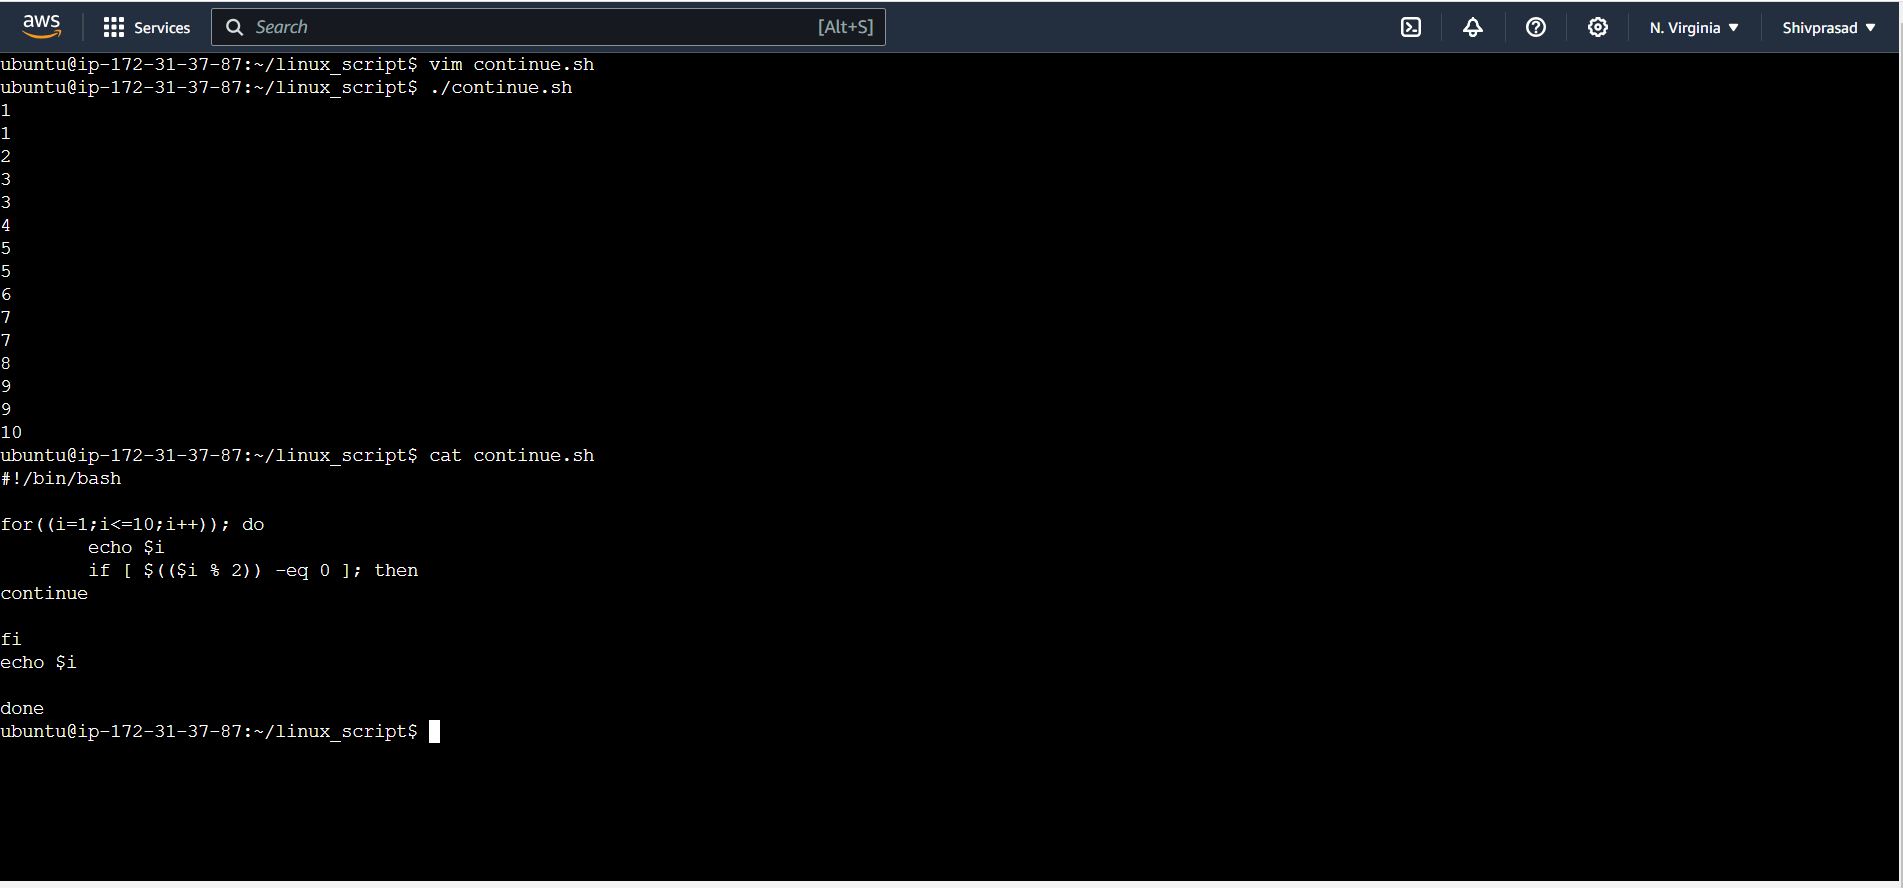 aws Services Search [Alt+S] N. Virginia Shivprasad
ubuntu@ip-172-31-37-87:~/linux_script$ vim continue.sh
ubuntu@ip-172-31-37-87:~/linux_script$ ./continue.sh
1
1
2
3
3
4
5
5
6
7
7
8
9
9
10
ubuntu@ip-172-31-37-87:~/linux_script$ cat continue.sh
#!/bin/bash

for((i=1;i<=10;i++)); do
        echo $i
        if [ $(($i % 2)) -eq 0 ]; then
continue

fi
echo $i

done
ubuntu@ip-172-31-37-87:~/linux_script$